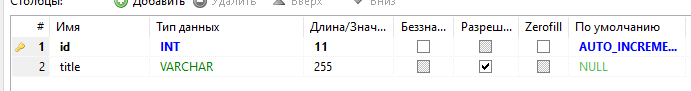 Столбцы: Добавить Удалить Вверх Вниз
# Имя Тип данных Длина/Знач... Беззна... Разреш... Zerofill По умолчанию
1 id INT 11 AUTO_INCREME...
2 title VARCHAR 255 NULL